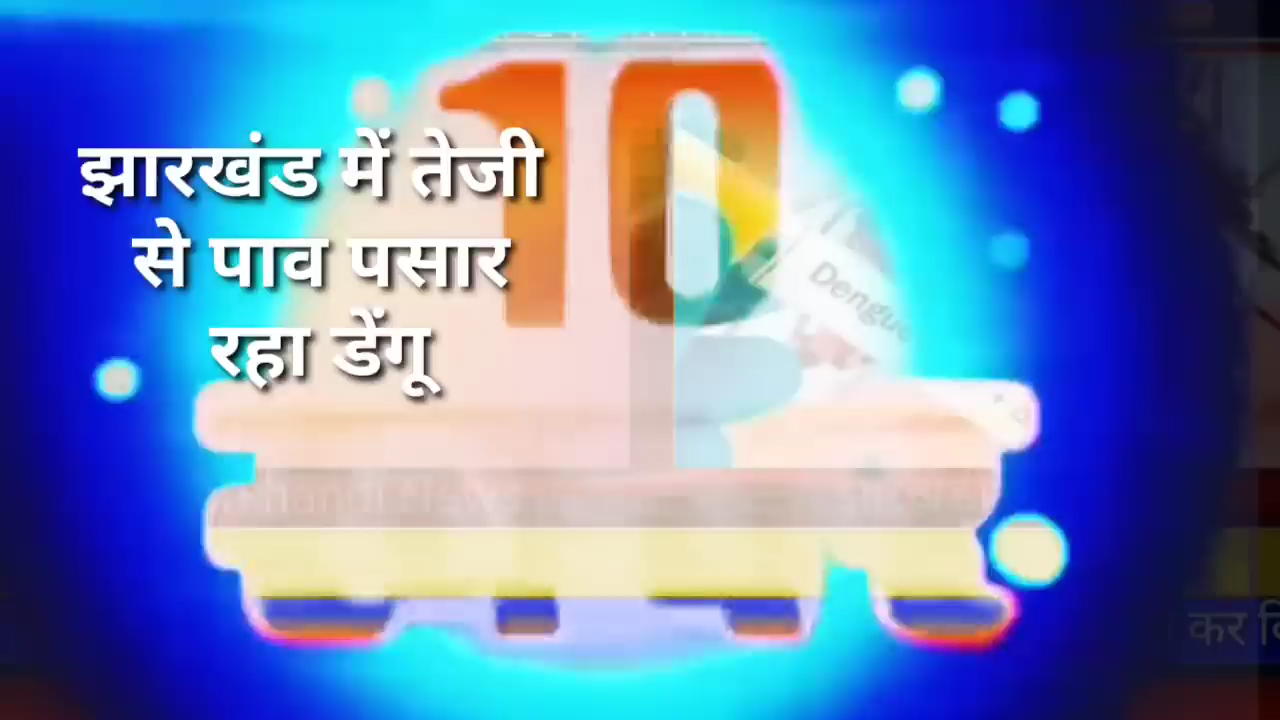 10
झारखंड में तेजी
से पाव पसार
रहा डेंगू
Dengue
कर